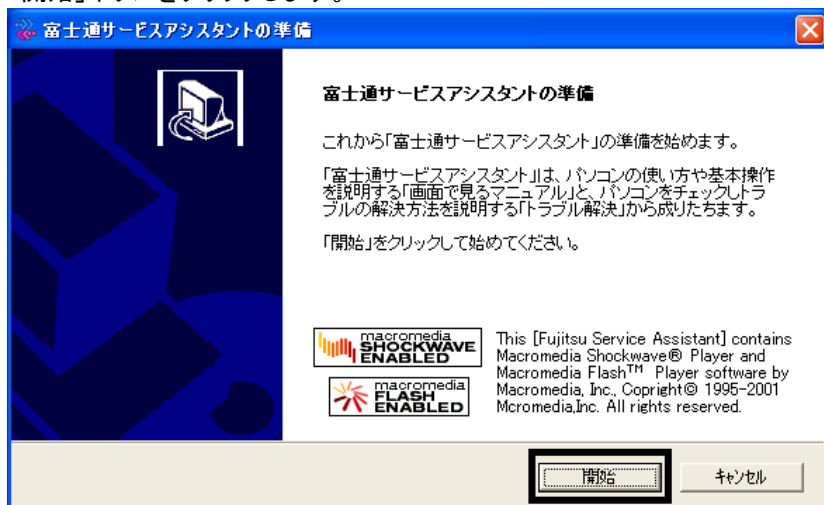 「開始」ボタンをクリックします。
富士通サービスアシスタントの準備
富士通サービスアシスタントの準備
これから「富士通サービスアシスタント」の準備を始めます。
「富士通サービスアシスタント」は、パソコンの使い方や基本操作
を説明する「画面で見るマニュアル」と、パソコンをチェックしトラ
ブルの解決方法を説明する「トラブル解決」から成りたちます。
「開始」をクリックして始めてください。
macromedia
SHOCKWAVE
ENABLED
This [Fujitsu Service Assistant] contains
Macromedia Shockwave® Player and
Macromedia Flash™ Player software by
Macromedia, Inc., Copright© 1995-2001
Mcromedia,Inc. All rights reserved.
macromedia
FLASH
ENABLED
開始
キャンセル